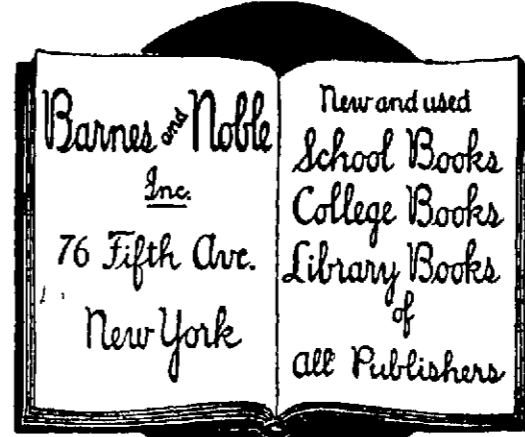 Barnes and Noble
Inc.
76 Fifth Ave.
New York
New and used
School Books
College Books
Library Books
of
all Publishers